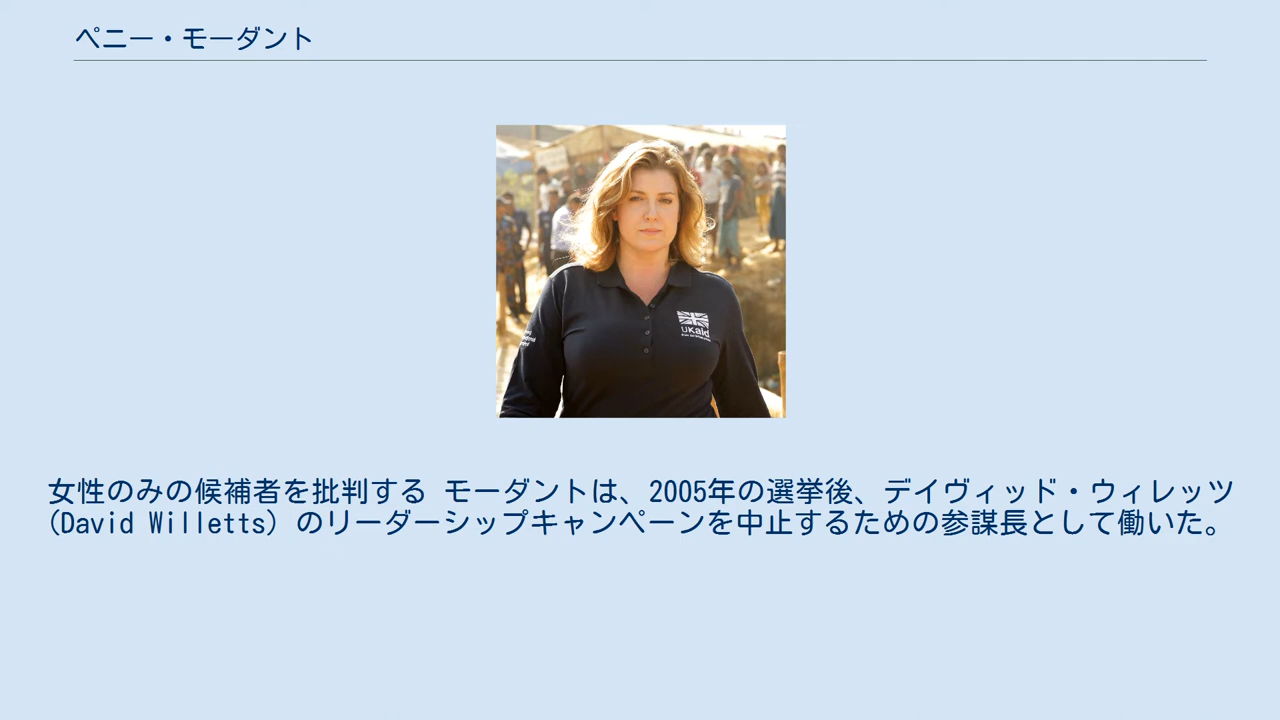 ペニー・モーダント
UKaid
女性のみの候補者を批判する モーダントは、2005年の選挙後、デイヴィッド・ウィレッツ
(David Willetts) のリーダーシップキャンペーンを中止するための参謀長として働いた。